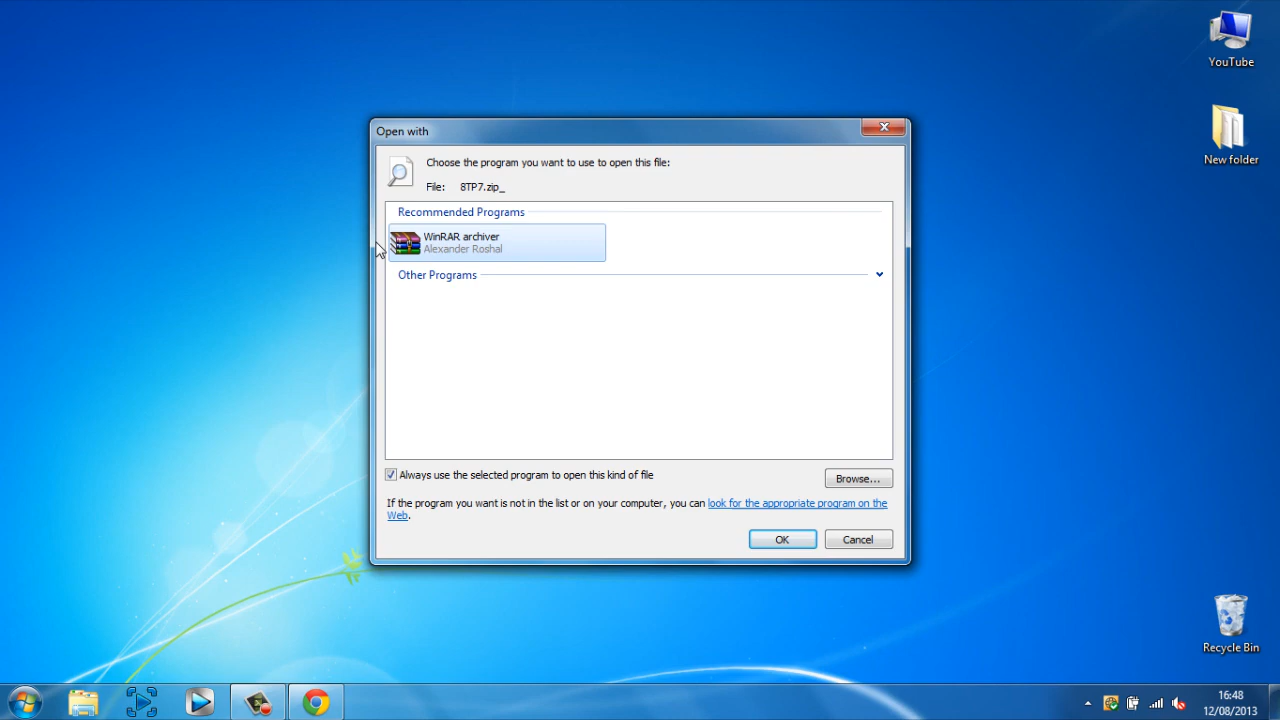 YouTube
New folder
Open with
Choose the program you want to use to open this file:
File: 8TP7.zip_
Recommended Programs
WinRAR archiver
Alexander Roshal
Other Programs
Always use the selected program to open this kind of file
Browse...
If the program you want is not in the list or on your computer, you can look for the appropriate program on the
Web.
OK
Cancel
Recycle Bin
16:48
12/08/2013